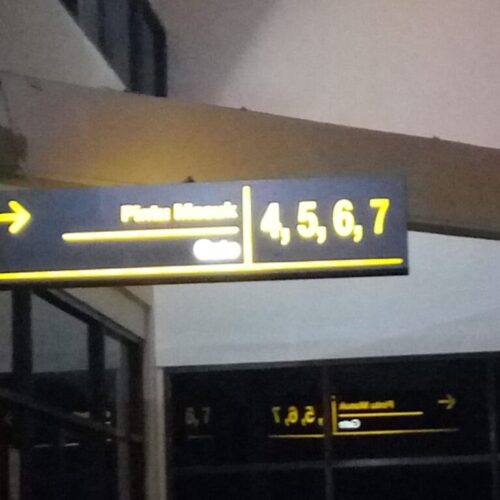 Pintu Masuk
Gate
4, 5, 6, 7